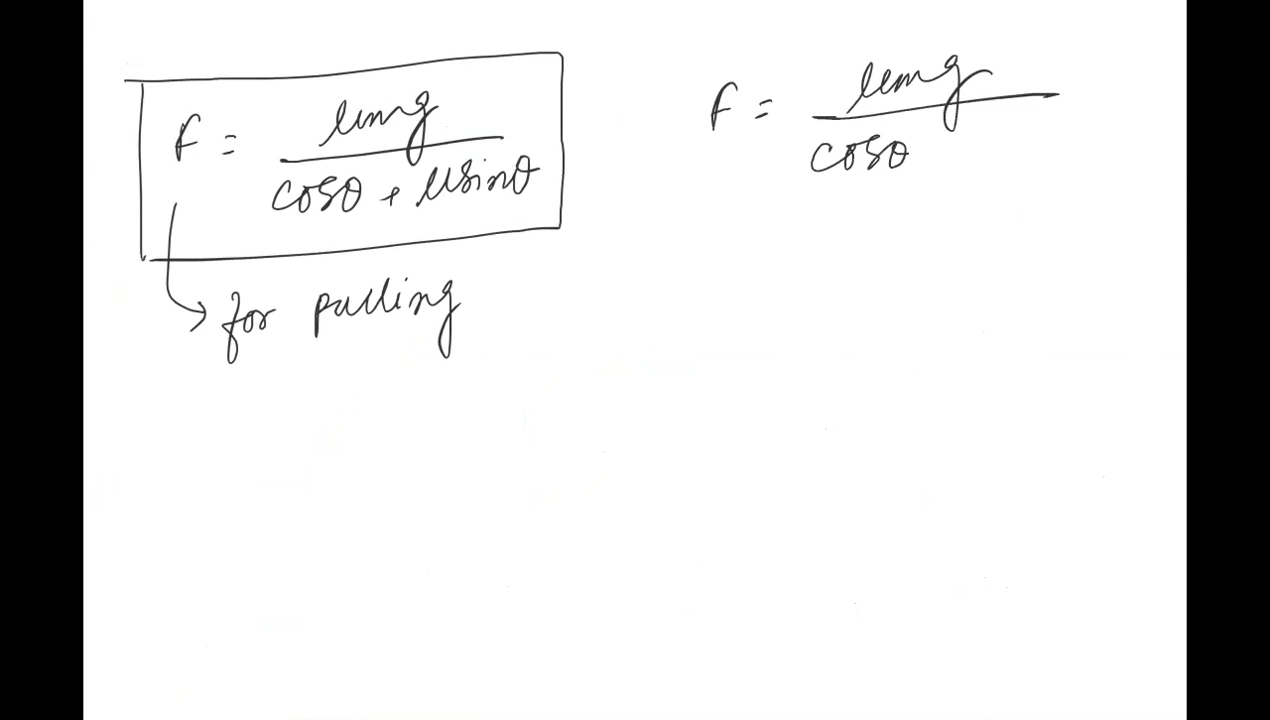 F = μmg / cosθ + μsinθ
for pulling
F = μmg / cosθ